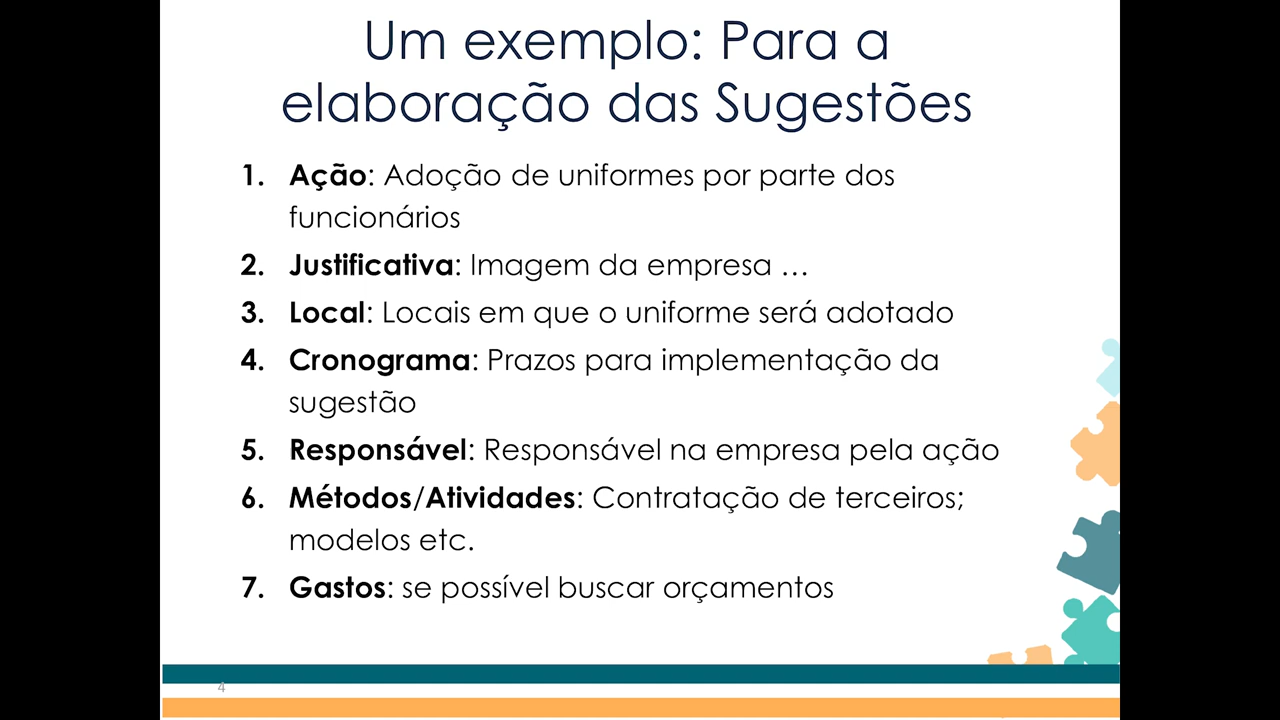 Um exemplo: Para a
elaboração das Sugestões
1. Ação: Adoção de uniformes por parte dos
funcionários
2. Justificativa: Imagem da empresa …
3. Local: Locais em que o uniforme será adotado
4. Cronograma: Prazos para implementação da
sugestão
5. Responsável: Responsável na empresa pela ação
6. Métodos/Atividades: Contratação de terceiros;
modelos etc.
7. Gastos: se possível buscar orçamentos
4